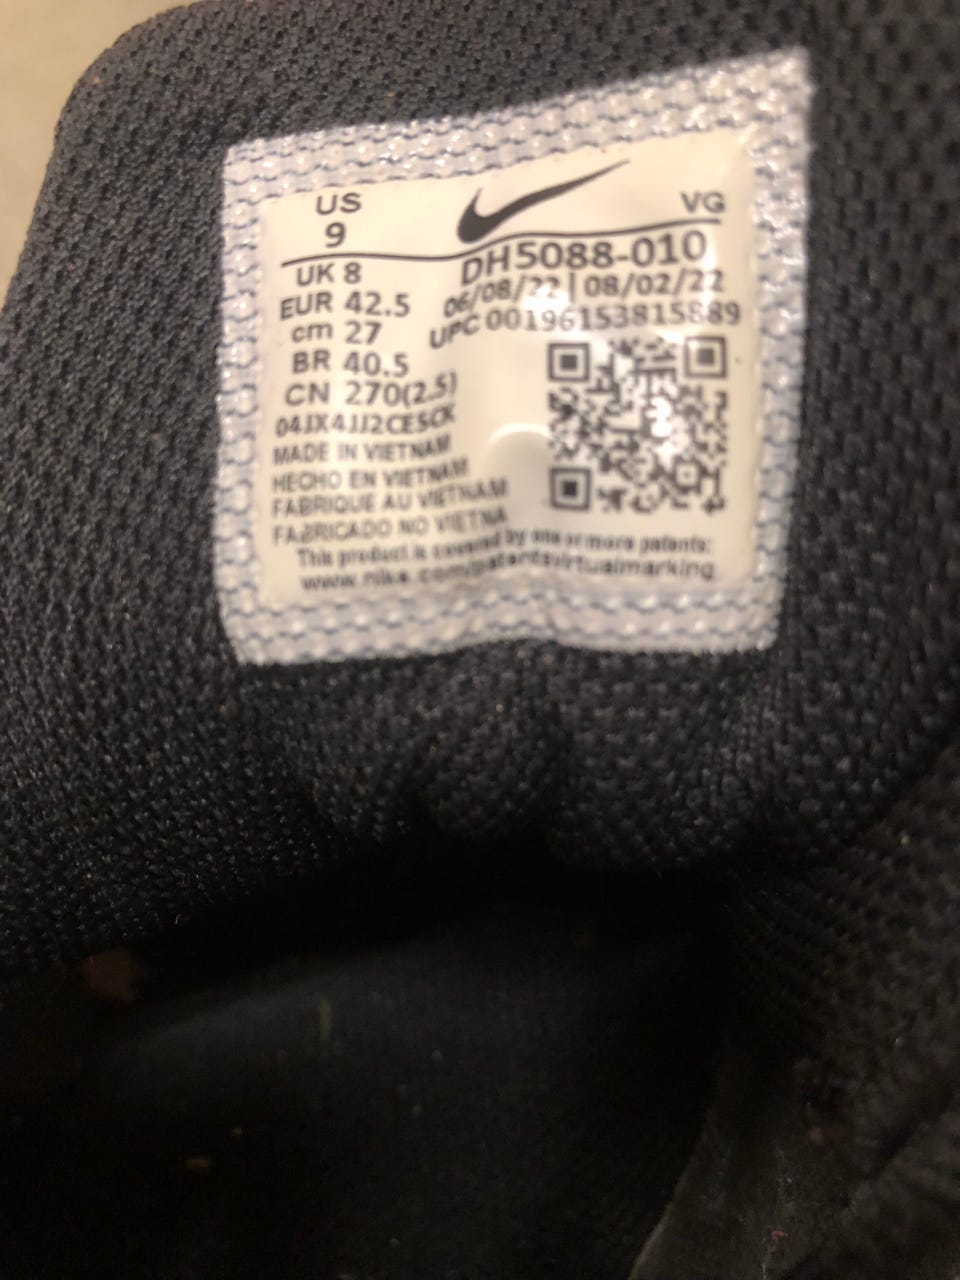 US
9
VG
UK 8
EUR 42.5
cm 27
BR 40.5
CN 270(2.5)
04JX4JJ2CESCK
MADE IN VIETNAM
HECHO EN VIETNAM
FABRIQUE AU VIETNAM
FABRICADO NO VIETNA
DH5088-010
06/08/22 | 08/02/22
UPC 00196153815889
This product is covered by one or more patents:
www.nike.com/patentsvirtualmarking